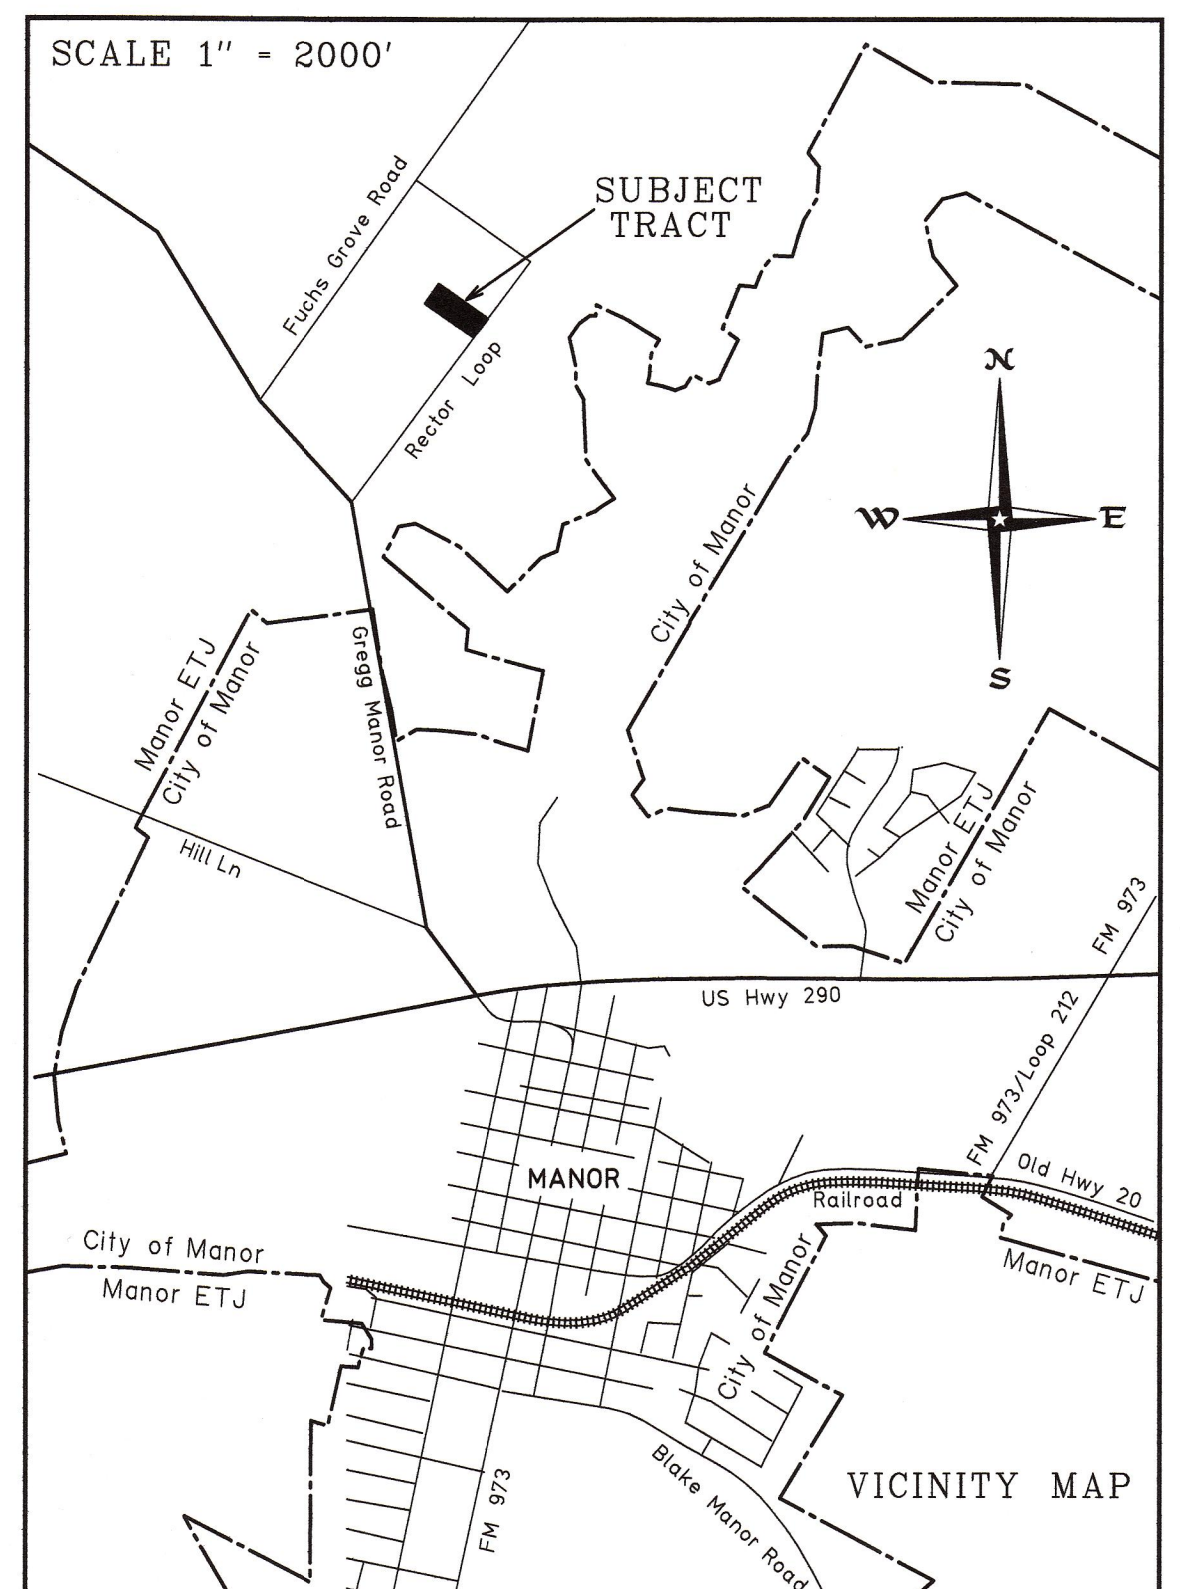 SCALE 1" = 2000'
Fuchs Grove Road
SUBJECT
TRACT
Rector Loop
N
W
E
S
City of Manor
Manor ETJ
City of Manor
Gregg Manor Road
Hill Ln
Manor ETJ
City of Manor
FM 973
US Hwy 290
FM 973/Loop 212
MANOR
Old Hwy 20
Railroad
City of Manor
Manor ETJ
Manor ETJ
City of Manor
VICINITY MAP
Blake Manor Road
FM 973